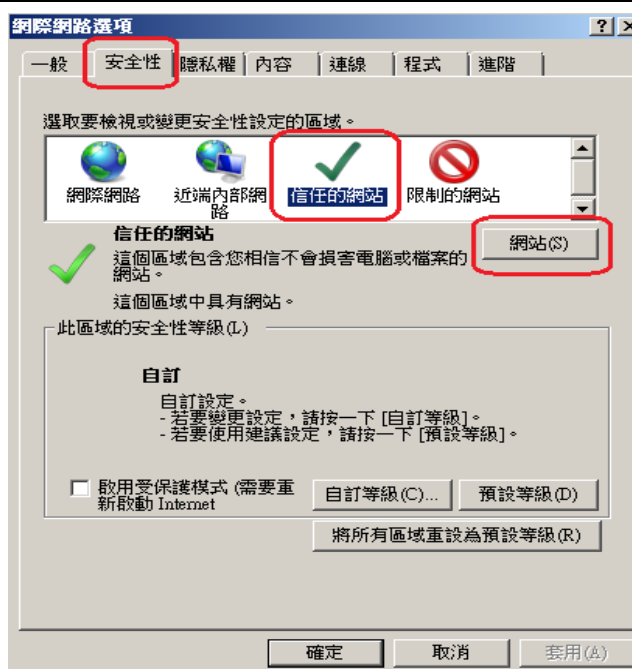 網際網路選項
一般 安全性 隱私權 內容 連線 程式 進階
選取要檢視或變更安全性設定的區域。
網際網路 近端內部網路 信任的網站 限制的網站
信任的網站
網站(S)
這個區域包含您相信不會損害電腦或檔案的
網站。
這個區域中具有網站。
此區域的安全性等級(L)
自訂
自訂設定。
- 若要變更設定，請按一下 [自訂等級]。
- 若要使用建議設定，請按一下 [預設等級]。
啟用受保護模式 (需要重
新啟動 Internet
自訂等級(C)... 預設等級(D)
將所有區域重設為預設等級(R)
確定 取消 套用(A)